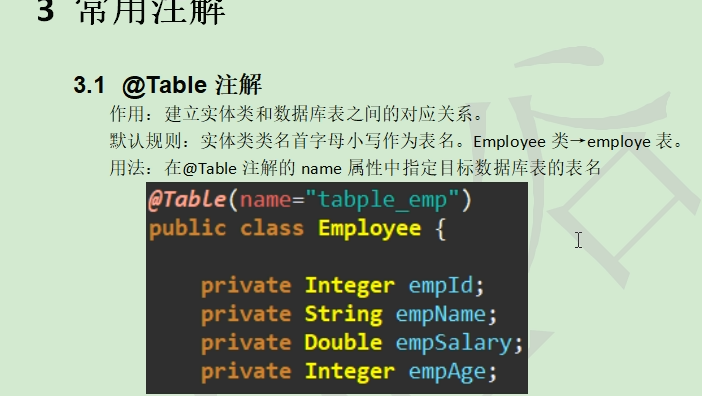 3 常用注解
3.1 @Table 注解
作用：建立实体类和数据库表之间的对应关系。
默认规则：实体类类名首字母小写作为表名。Employee 类→employe 表。
用法：在@Table 注解的 name 属性中指定目标数据库表的表名
@Table(name="tabple_emp")
public class Employee {
private Integer empId;
private String empName;
private Double empSalary;
private Integer empAge;